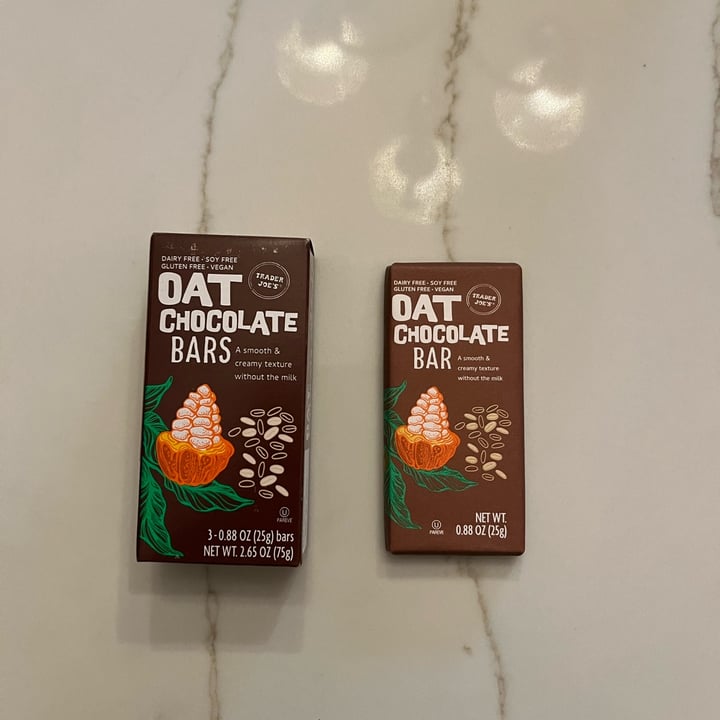 DAIRY FREE • SOY FREE
GLUTEN FREE • VEGAN
TRADER
JOE'S
OAT
CHOCOLATE
BARS
A smooth &
creamy texture
without the milk
U
PAREVE
3-0.88 OZ (25g) bars
NET WT. 2.65 OZ (75g)
DAIRY FREE • SOY FREE
GLUTEN FREE • VEGAN
TRADER
JOE'S
OAT
CHOCOLATE
BAR
A smooth &
creamy texture
without the milk
U
PAREVE
NET WT.
0.88 OZ (25g)